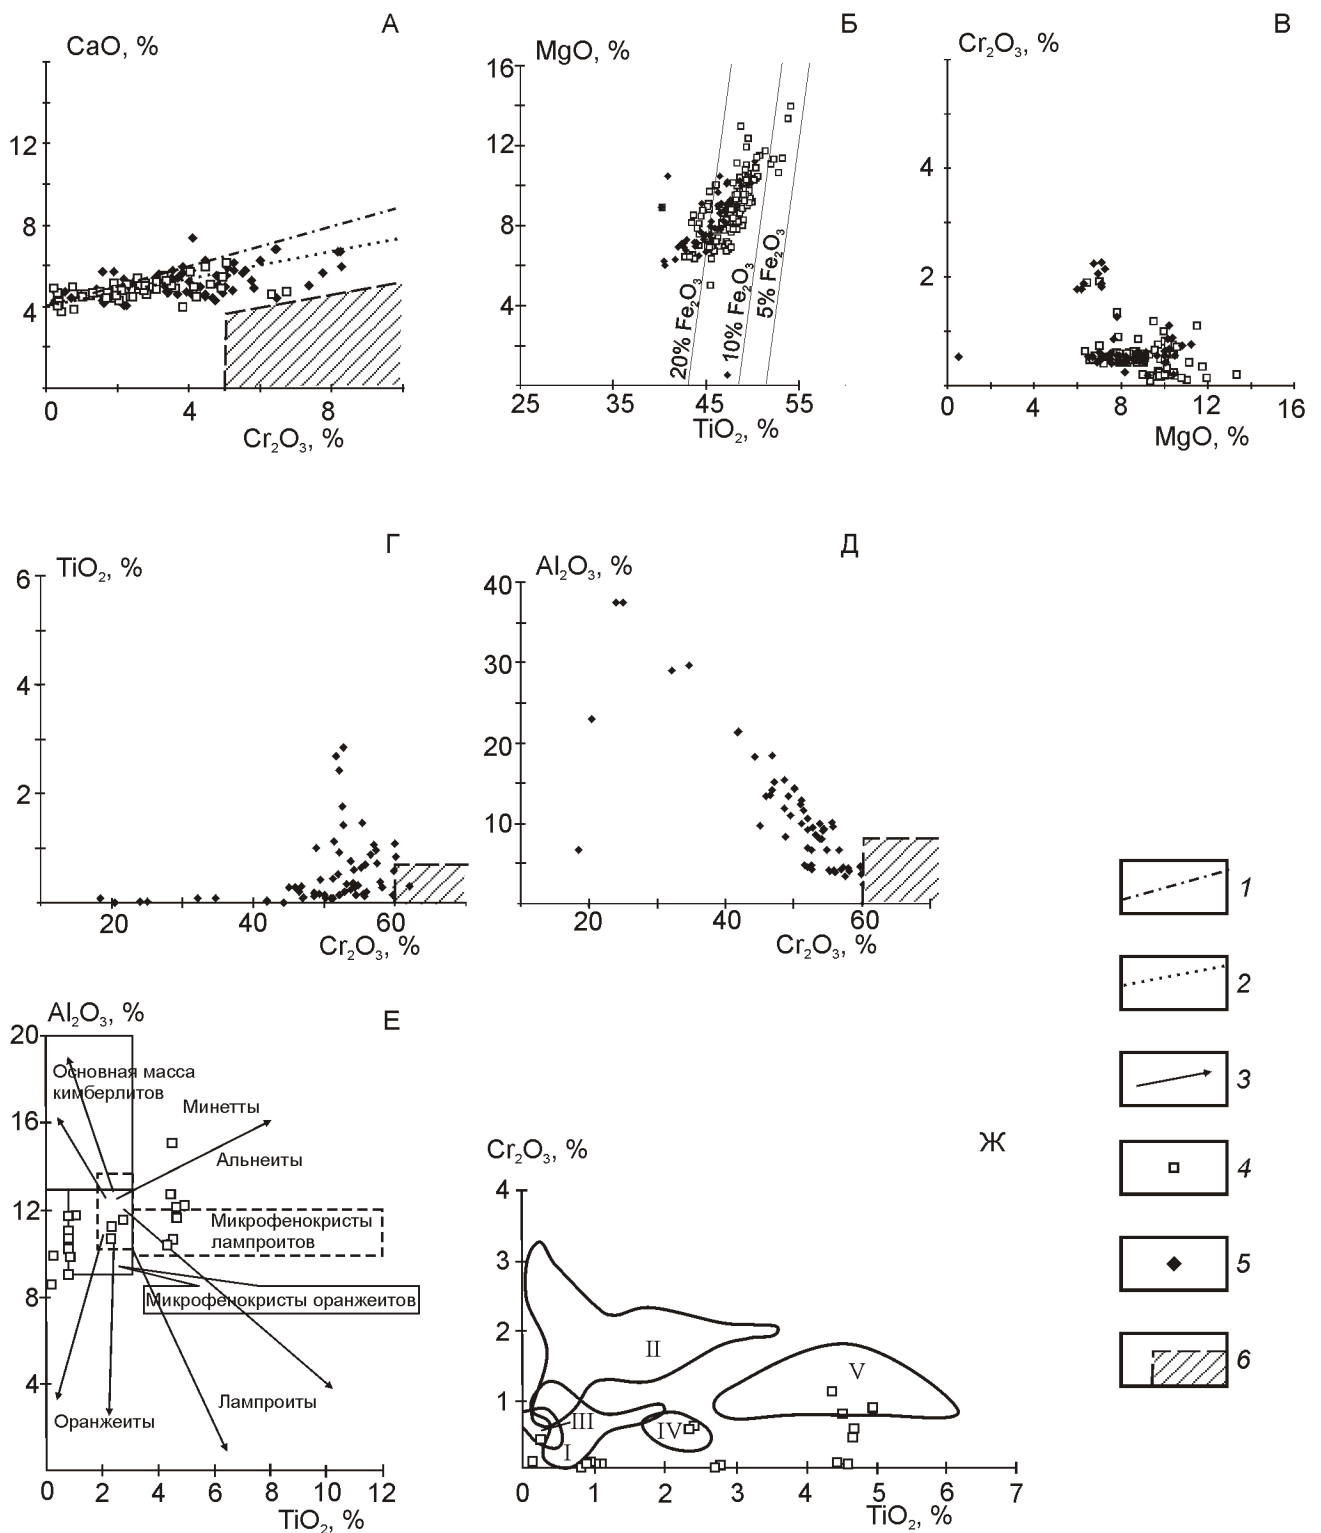 А
CaO, %
12
8
4
0
4
8
Cr₂O₃, %
Б
MgO, %
16
12
8
4
20% Fe₂O₃
10% Fe₂O₃
5% Fe₂O₃
25
35
45
55
TiO₂, %
В
Cr₂O₃, %
4
2
0
4
8
12
16
MgO, %
Г
TiO₂, %
6
4
2
20
40
60
Cr₂O₃, %
Д
Al₂O₃, %
40
30
20
10
20
40
60
Cr₂O₃, %
Е
Al₂O₃, %
20
16
12
8
4
Основная масса
кимберлитов
Минетты
Альнеиты
Микрофенокристы
лампроитов
Микрофенокристы оранжеитов
Оранжеиты
Лампроиты
0
2
4
6
8
10
12
TiO₂, %
Ж
Cr₂O₃, %
4
3
2
1
II
V
III
IV
I
0
1
2
3
4
5
6
7
TiO₂, %
1
2
3
4
5
6